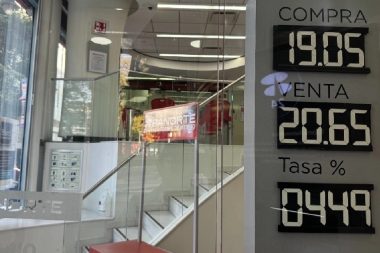 COMPRA
19.05
VENTA
20.65
Tasa %
0449
BANORTE